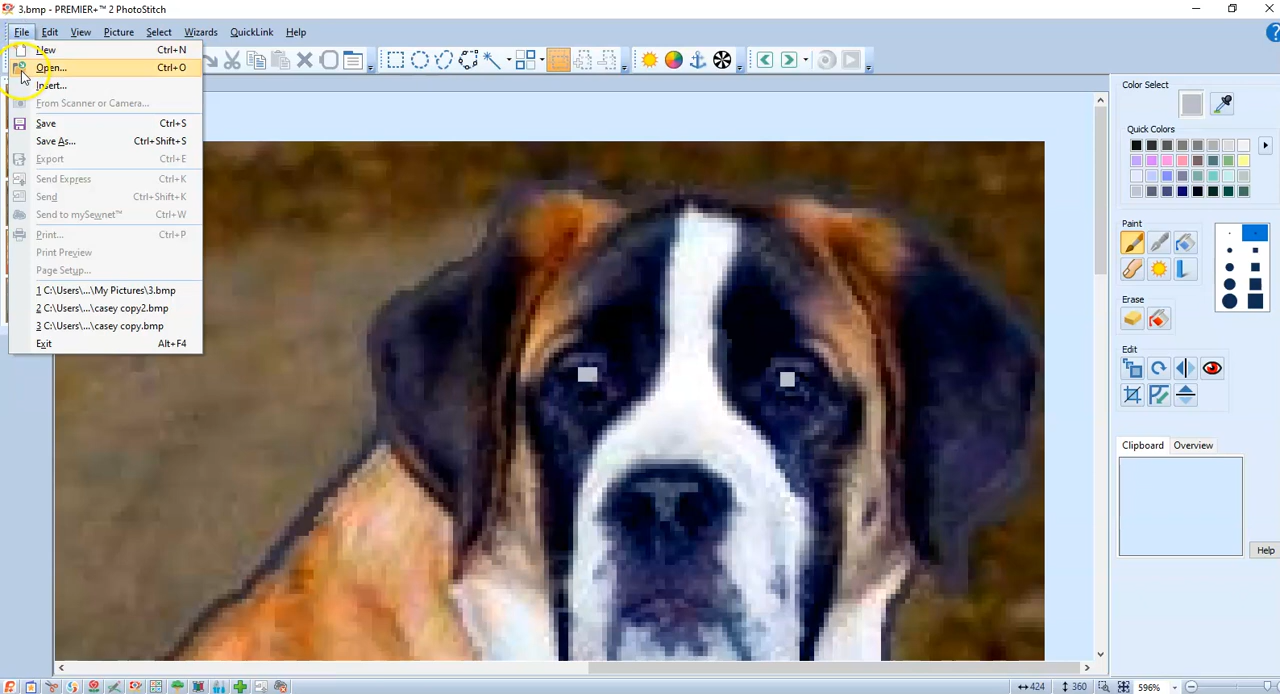 3.bmp - PREMIER+™ 2 PhotoStitch
File Edit View Picture Select Wizards QuickLink Help
New Ctrl+N
Open... Ctrl+O
Insert...
From Scanner or Camera...
Save Ctrl+S
Save As... Ctrl+Shift+S
Export Ctrl+E
Send Express Ctrl+K
Send Ctrl+Shift+K
Send to mySewnet™ Ctrl+W
Print... Ctrl+P
Print Preview
Page Setup...
1 C:\Users\...\My Pictures\3.bmp
2 C:\Users\...\casey copy2.bmp
3 C:\Users\...\casey copy.bmp
Exit Alt+F4
Color Select
Quick Colors
Paint
Erase
Edit
Clipboard Overview
Help
424 360 596%